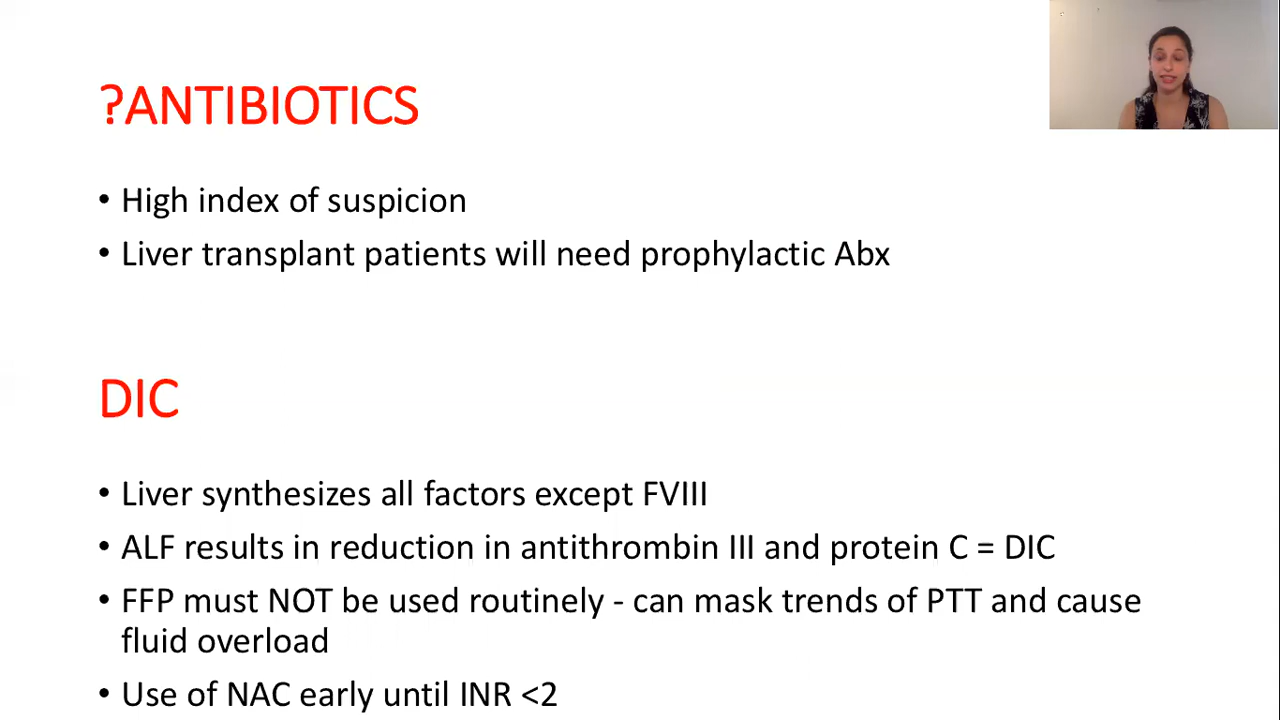 ?ANTIBIOTICS
• High index of suspicion
• Liver transplant patients will need prophylactic Abx
DIC
• Liver synthesizes all factors except FVIII
• ALF results in reduction in antithrombin III and protein C = DIC
• FFP must NOT be used routinely - can mask trends of PTT and cause
fluid overload
• Use of NAC early until INR <2